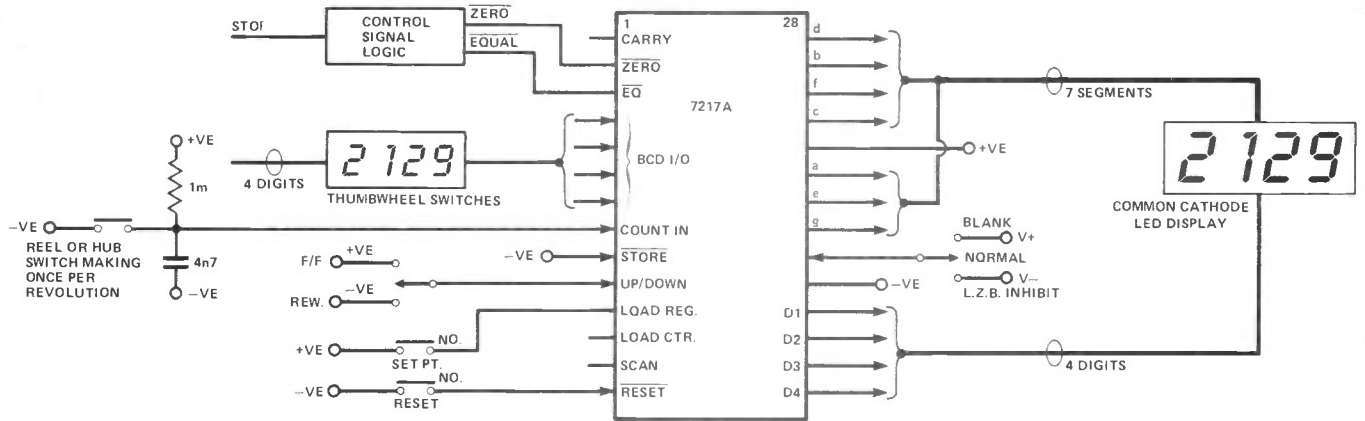 STOP
CONTROL
SIGNAL
LOGIC
ZERO
EQUAL
1
28
CARRY
ZERO
EQ
7217A
BCD I/O
COUNT IN
STORE
UP/DOWN
LOAD REG.
LOAD CTR.
SCAN
RESET
d
b
f
c
a
e
g
D1
D2
D3
D4
+VE
1m
4 DIGITS
2129
THUMBWHEEL SWITCHES
-VE
REEL OR HUB
SWITCH MAKING
ONCE PER
REVOLUTION
4n7
-VE
-VE
+VE
F/F
-VE
REW.
+VE
NO.
SET PT.
-VE
NO.
RESET
7 SEGMENTS
+VE
2129
COMMON CATHODE
LED DISPLAY
BLANK
V+
NORMAL
V-
L.Z.B. INHIBIT
-VE
4 DIGITS